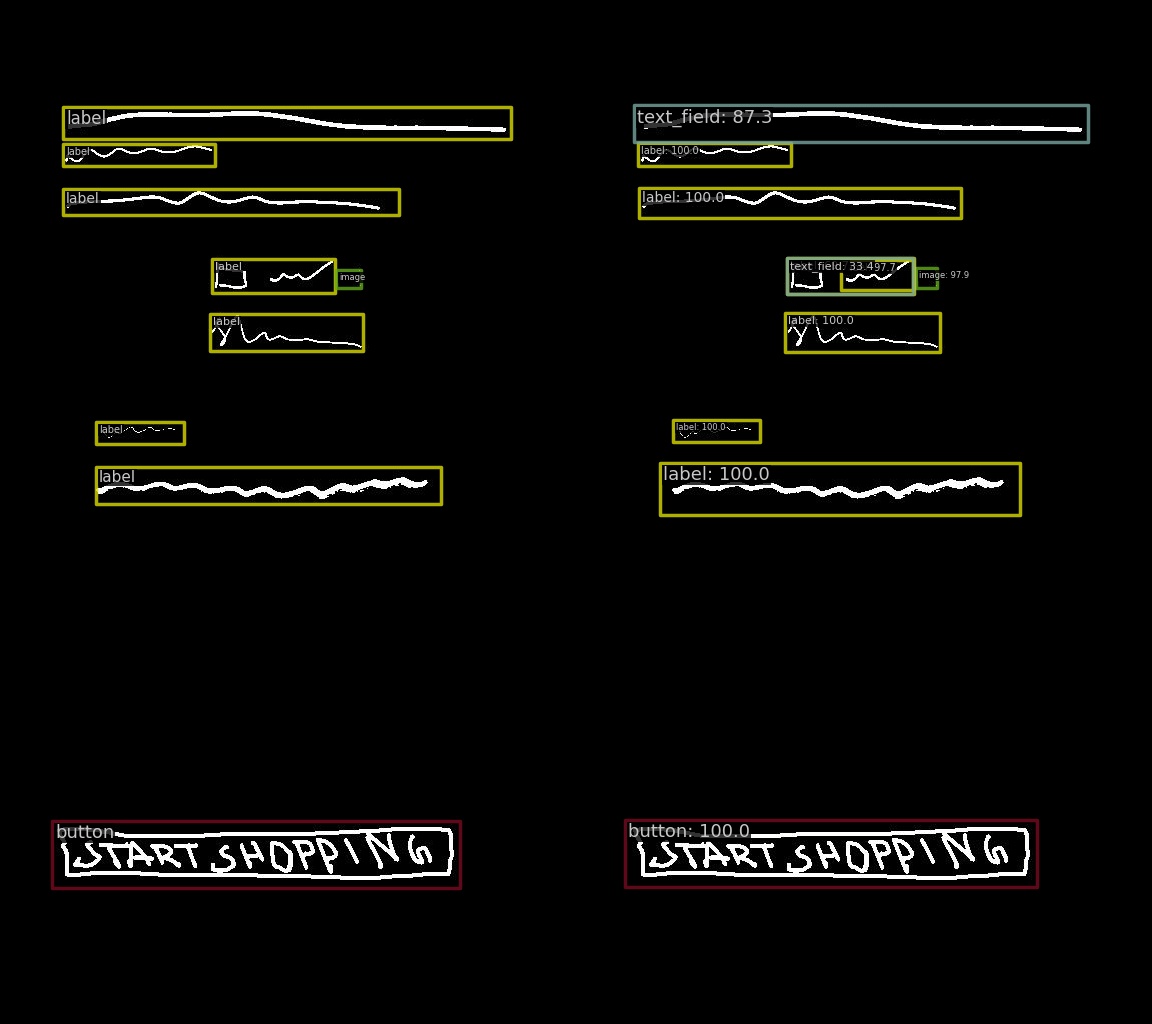 label text_field: 87.3
label label: 100.0
label label: 100.0
label text_field: 33.4 97.7
image image: 97.9
label label: 100.0
label label: 100.0
label label: 100.0
button button: 100.0
START SHOPPING START SHOPPING